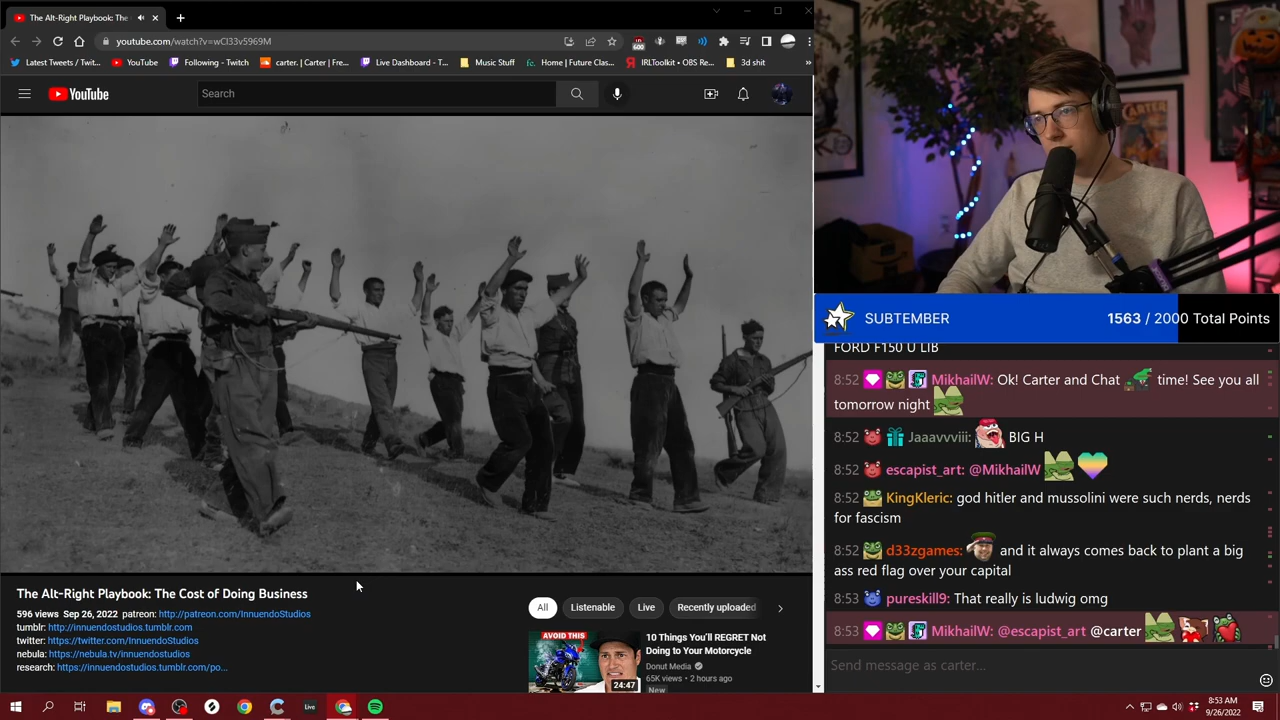 The Alt-Right Playbook: The
youtube.com/watch?v=wCl33v5969M
600
Latest Tweets / Twit...
YouTube
Following - Twitch
carter. | Carter | Fre...
Live Dashboard - T...
Music Stuff
Home | Future Clas...
IRLToolkit • OBS Re...
3d shit
YouTube
Search
SUBTEMBER
1563 / 2000 Total Points
FORD F150 U LIB
8:52 MikhailW: Ok! Carter and Chat time! See you all
tomorrow night
8:52 Jaaavvviii: BIG H
8:52 escapist_art: @MikhailW
8:52 KingKleric: god hitler and mussolini were such nerds, nerds
for fascism
8:52 d33zgames: and it always comes back to plant a big
ass red flag over your capital
8:53 pureskill9: That really is ludwig omg
8:53 MikhailW: @escapist_art @carter
Send message as carter...
The Alt-Right Playbook: The Cost of Doing Business
596 views Sep 26, 2022 patreon: http://patreon.com/InnuendoStudios
tumblr: http://innuendostudios.tumblr.com
twitter: https://twitter.com/InnuendoStudios
nebula: https://nebula.tv/innuendostudios
research: https://innuendostudios.tumblr.com/po...
All
Listenable
Live
Recently uploaded
AVOID THIS
24:47
10 Things You'll REGRET Not
Doing to Your Motorcycle
Donut Media
65K views • 2 hours ago
New
Live
8:53 AM
9/26/2022